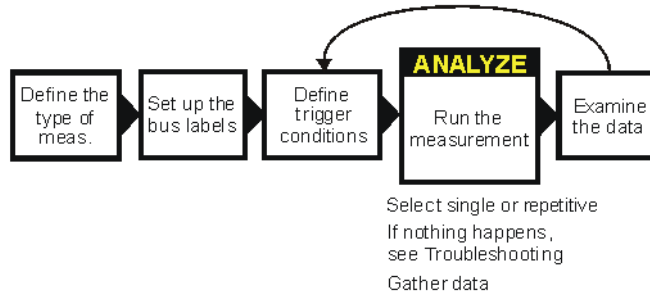 Define the
type of
meas.
Set up the
bus labels
Define
trigger
conditions
ANALYZE
Run the
measurement
Examine
the data
Select single or repetitive
If nothing happens,
see Troubleshooting
Gather data